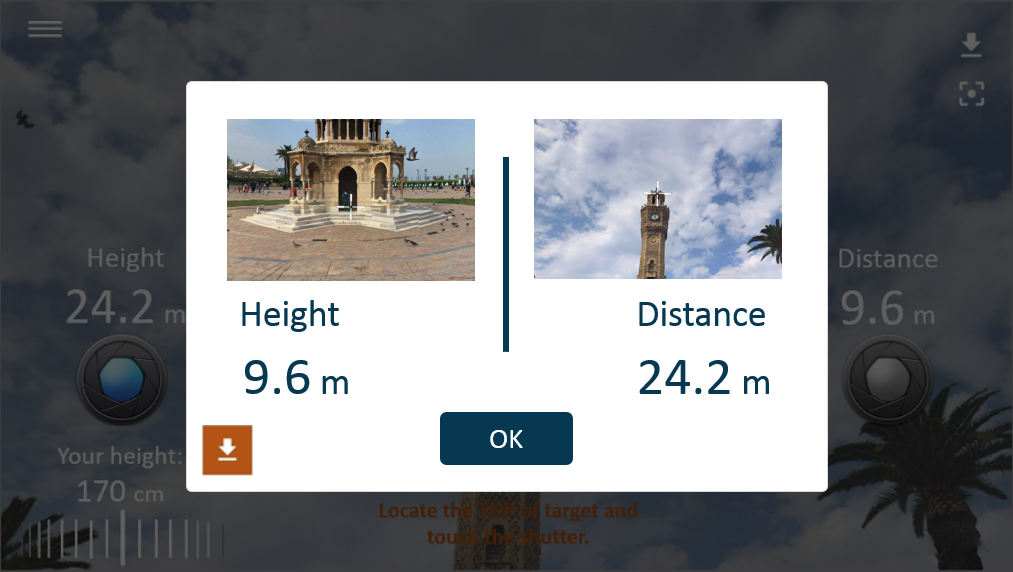 Height
Distance
24.2 m
9.6 m
Height
Distance
9.6 m
24.2 m
OK
Your height:
170 cm
Locate the TOP of target and
touch the shutter.